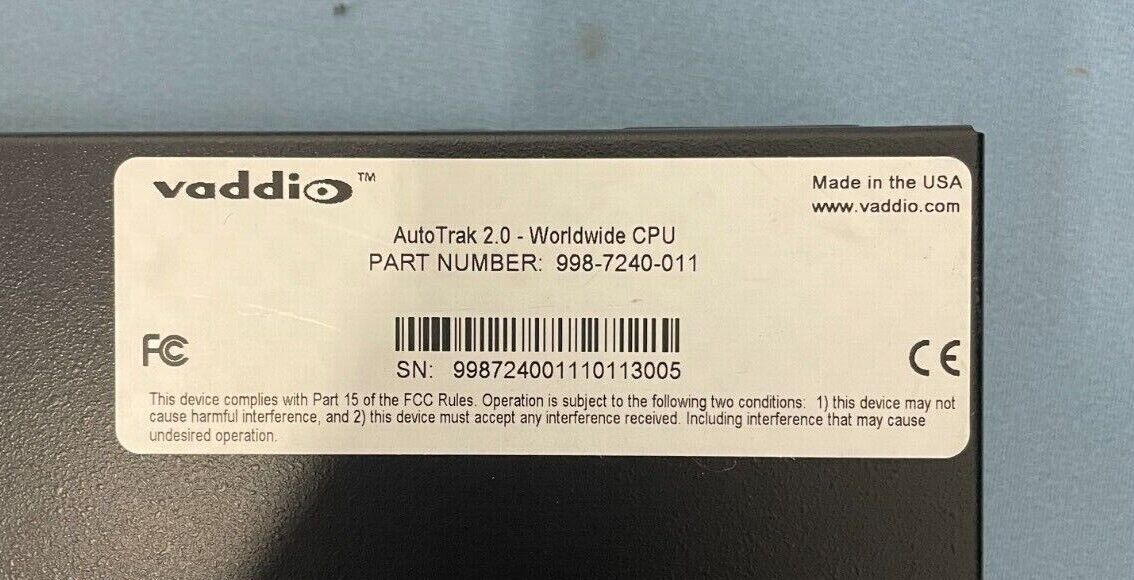 vaddio™
Made in the USA
www.vaddio.com
AutoTrak 2.0 - Worldwide CPU
PART NUMBER: 998-7240-011
SN: 998724001110113005
FC
CE
This device complies with Part 15 of the FCC Rules. Operation is subject to the following two conditions: 1) this device may not
cause harmful interference, and 2) this device must accept any interference received. Including interference that may cause
undesired operation.